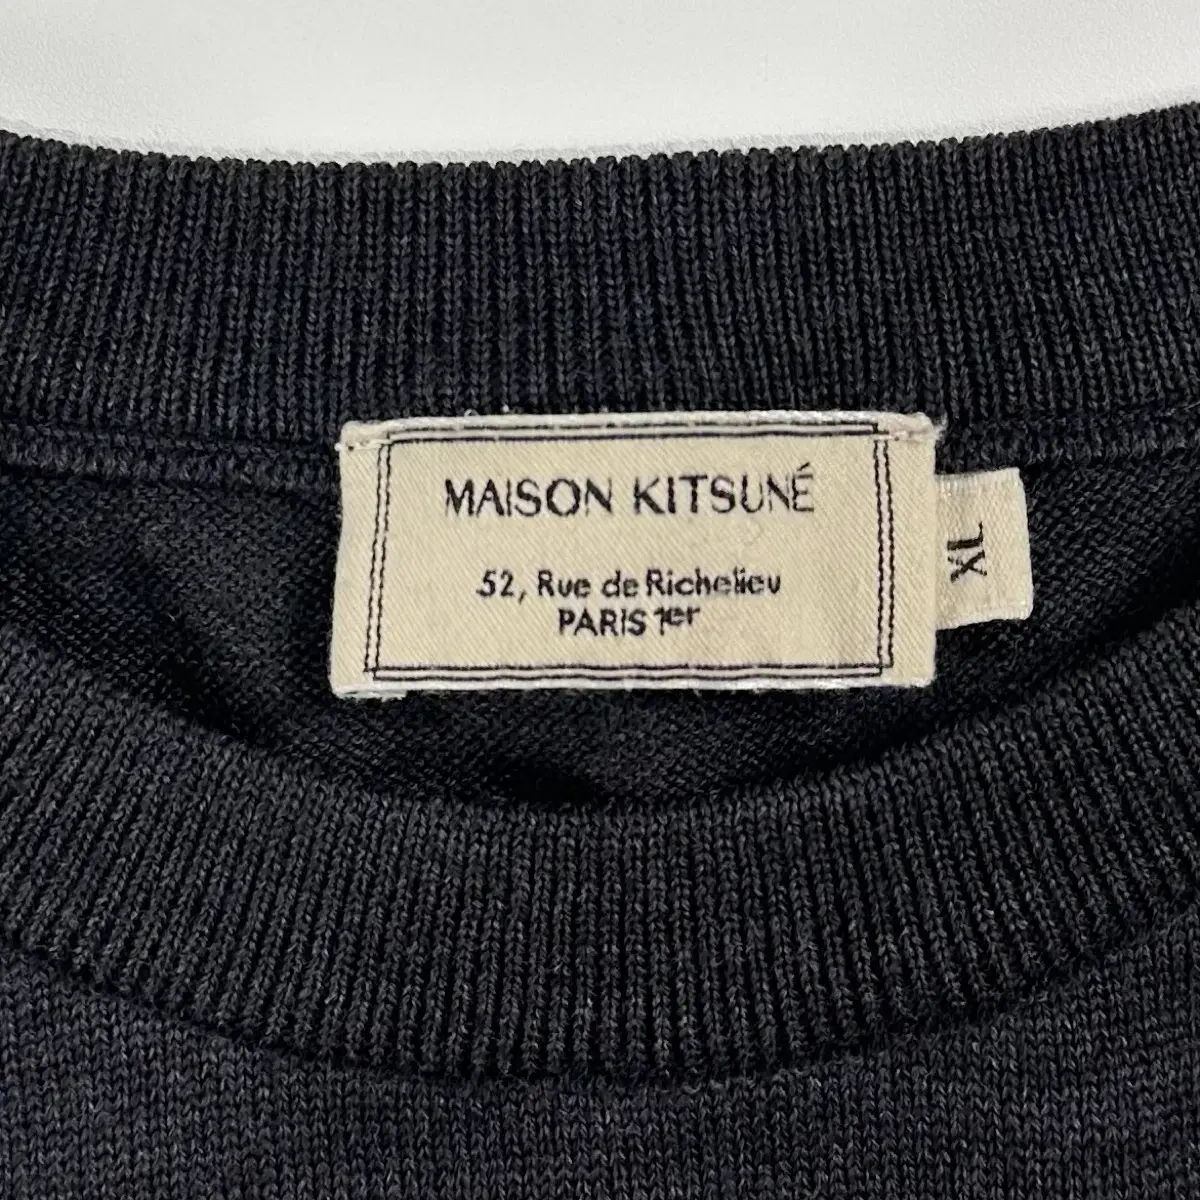 MAISON KITSUNÉ
52, Rue de Richelieu
PARIS 1er
XL